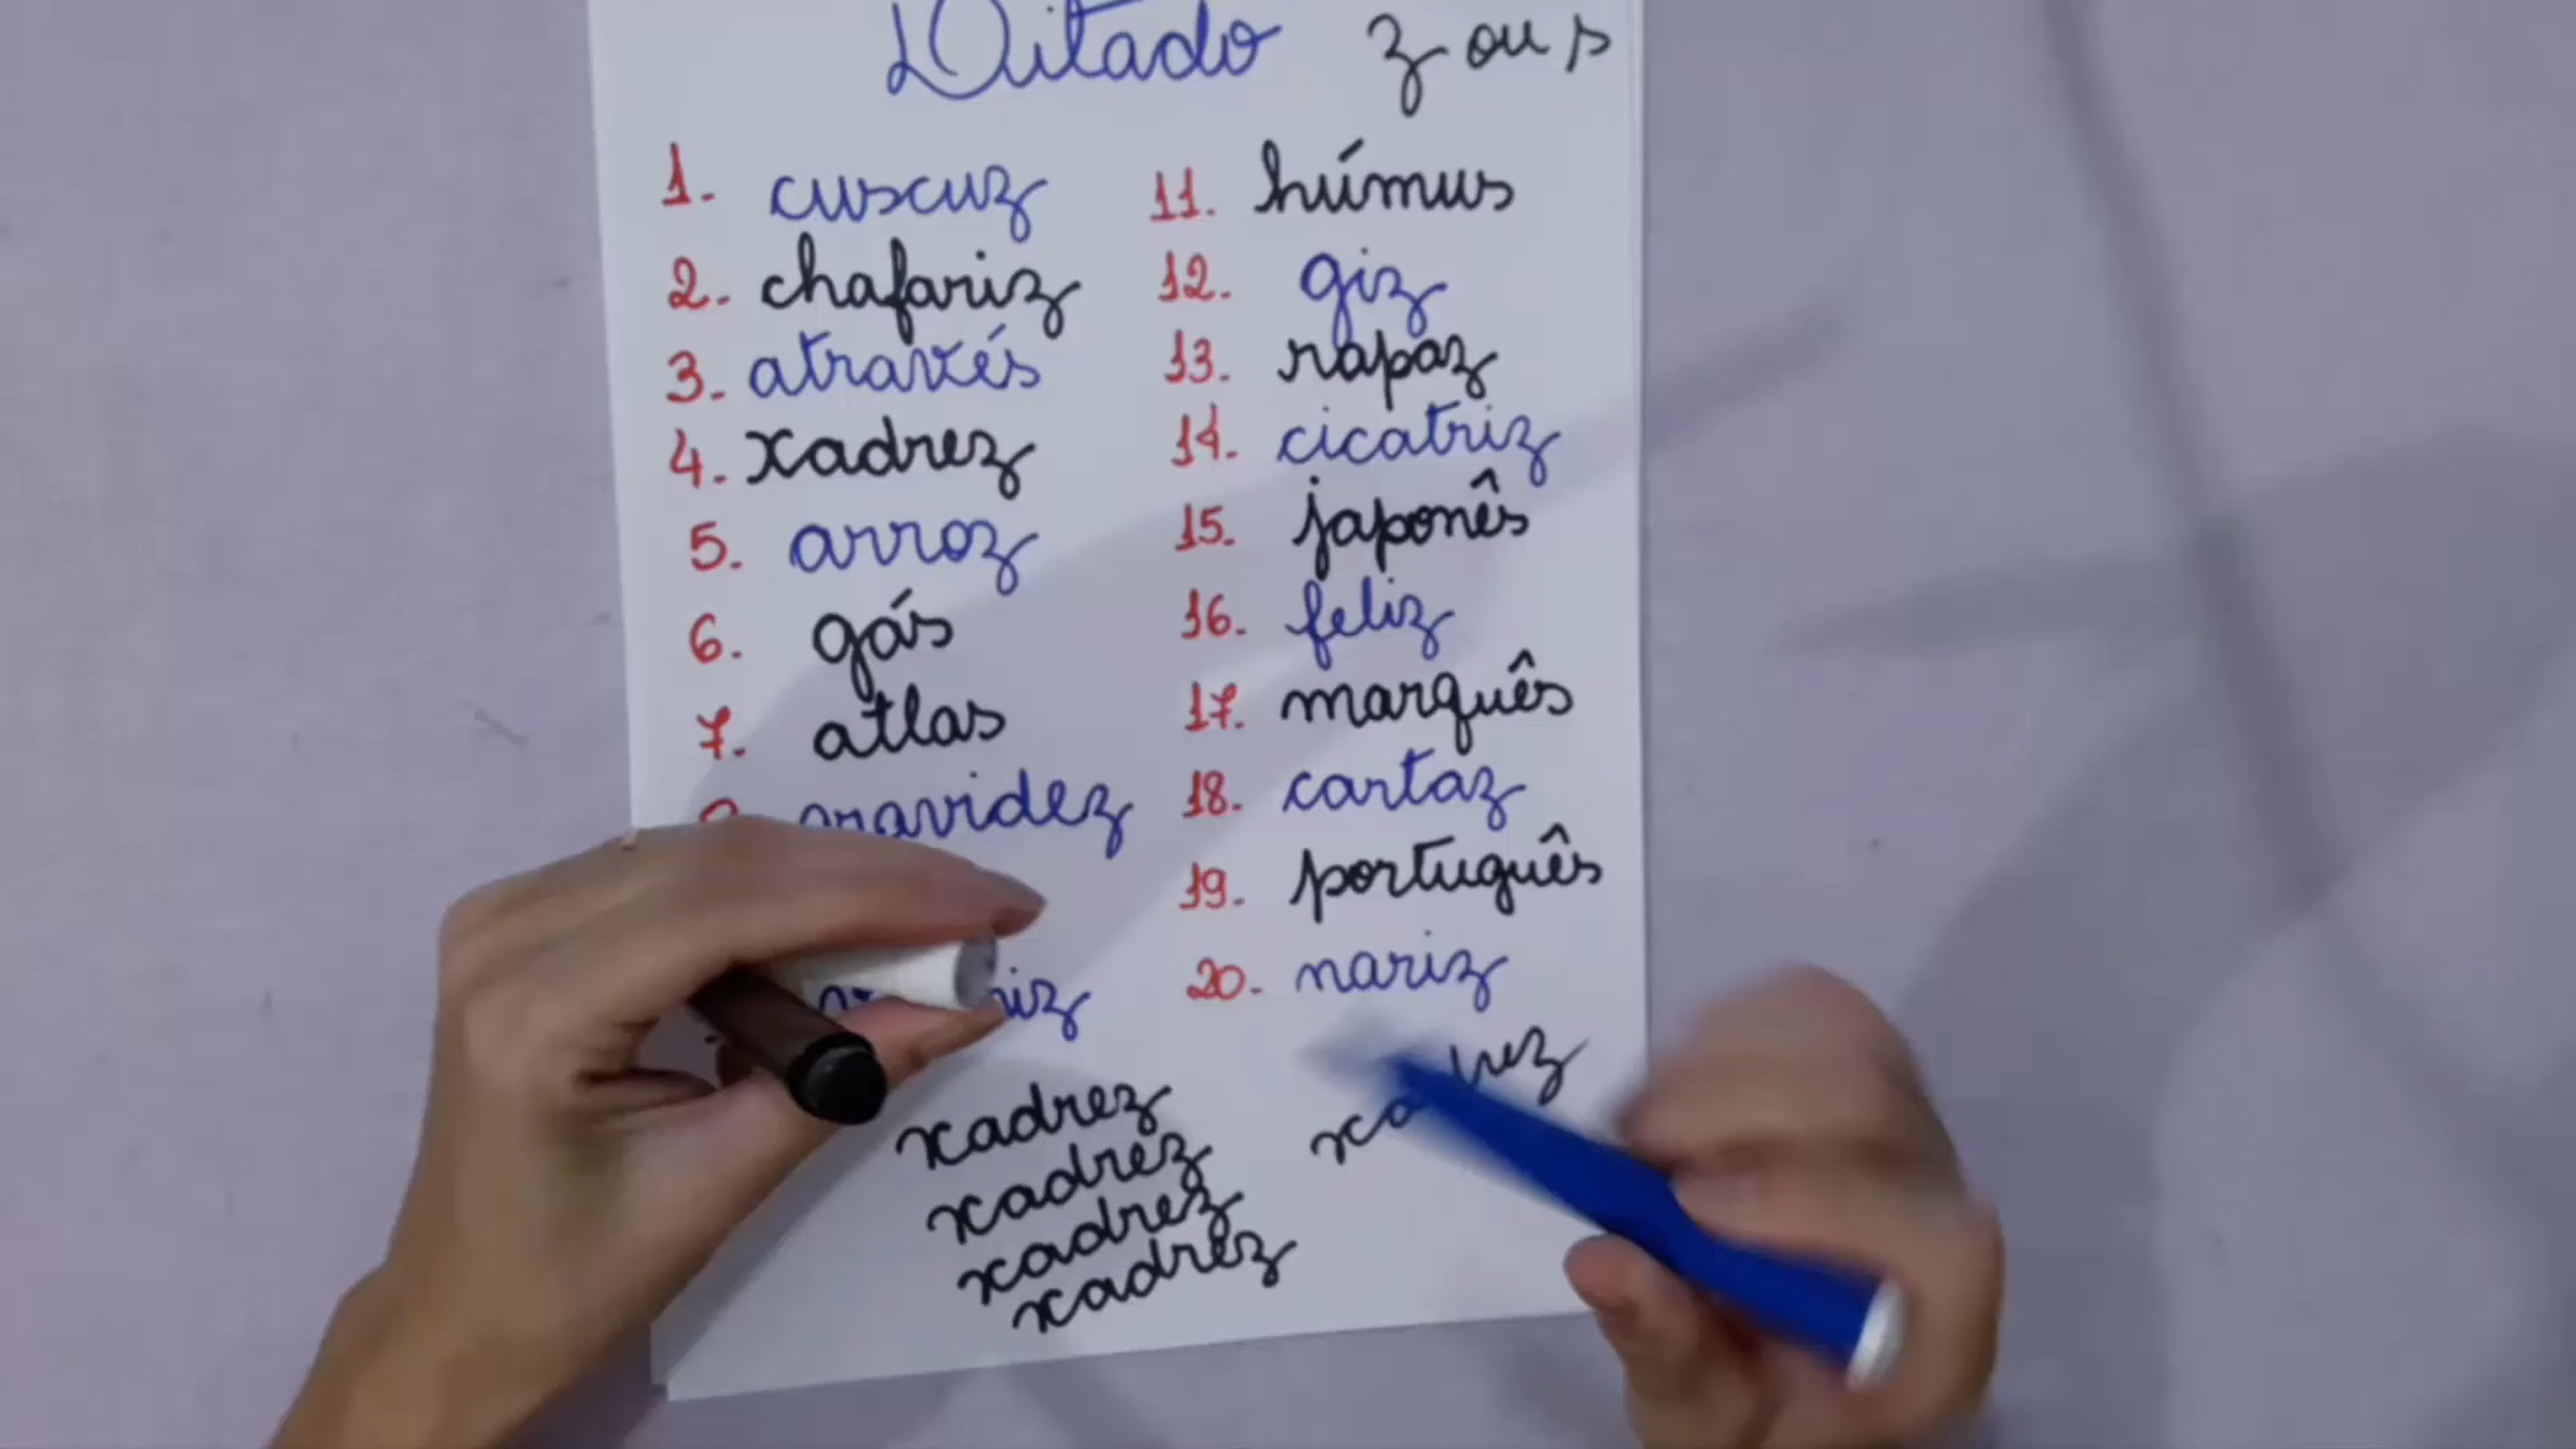 Ditado z ou s
1. cuscuz
2. chafariz
3. através
4. xadrez
5. arroz
6. gás
7. atlas
gravidez
11. húmus
12. giz
13. rapaz
14. cicatriz
15. japonês
16. feliz
17. marquês
18. cartaz
19. português
20. nariz
xadrez
xadrez
xadrez
xadrez
xadrez